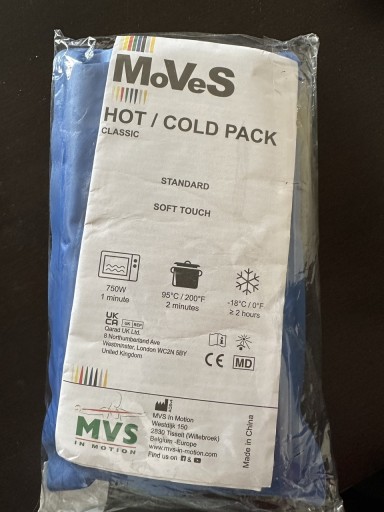 MoVeS
HOT / COLD PACK
CLASSIC
STANDARD
SOFT TOUCH
750W
1 minute
95°C / 200°F
2 minutes
-18°C / 0°F
≥ 2 hours
UK CA UK REP
Qarad UK Ltd.
8 Northumberland Ave
Westminster, London WC2N 5BY
United Kingdom
CE MD
MVS
IN MOTION
MVS In Motion
Westdijk 150
2830 Tisselt (Willebroek)
Belgium -Europe
www.mvs-in-motion.com
Find us on
Made in China